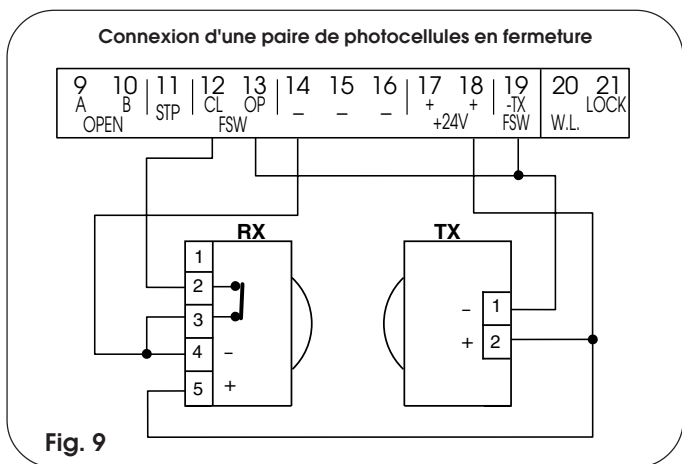 Connexion d'une paire de photocellules en fermeture
9 10 11 12 13 14 15 16 17 18 19 20 21
A B STP CL OP _ _ _ + + -TX LOCK
OPEN FSW +24V FSW W.L.
RX TX
1
2
3
4 –
5 +
– 1
+ 2
Fig. 9